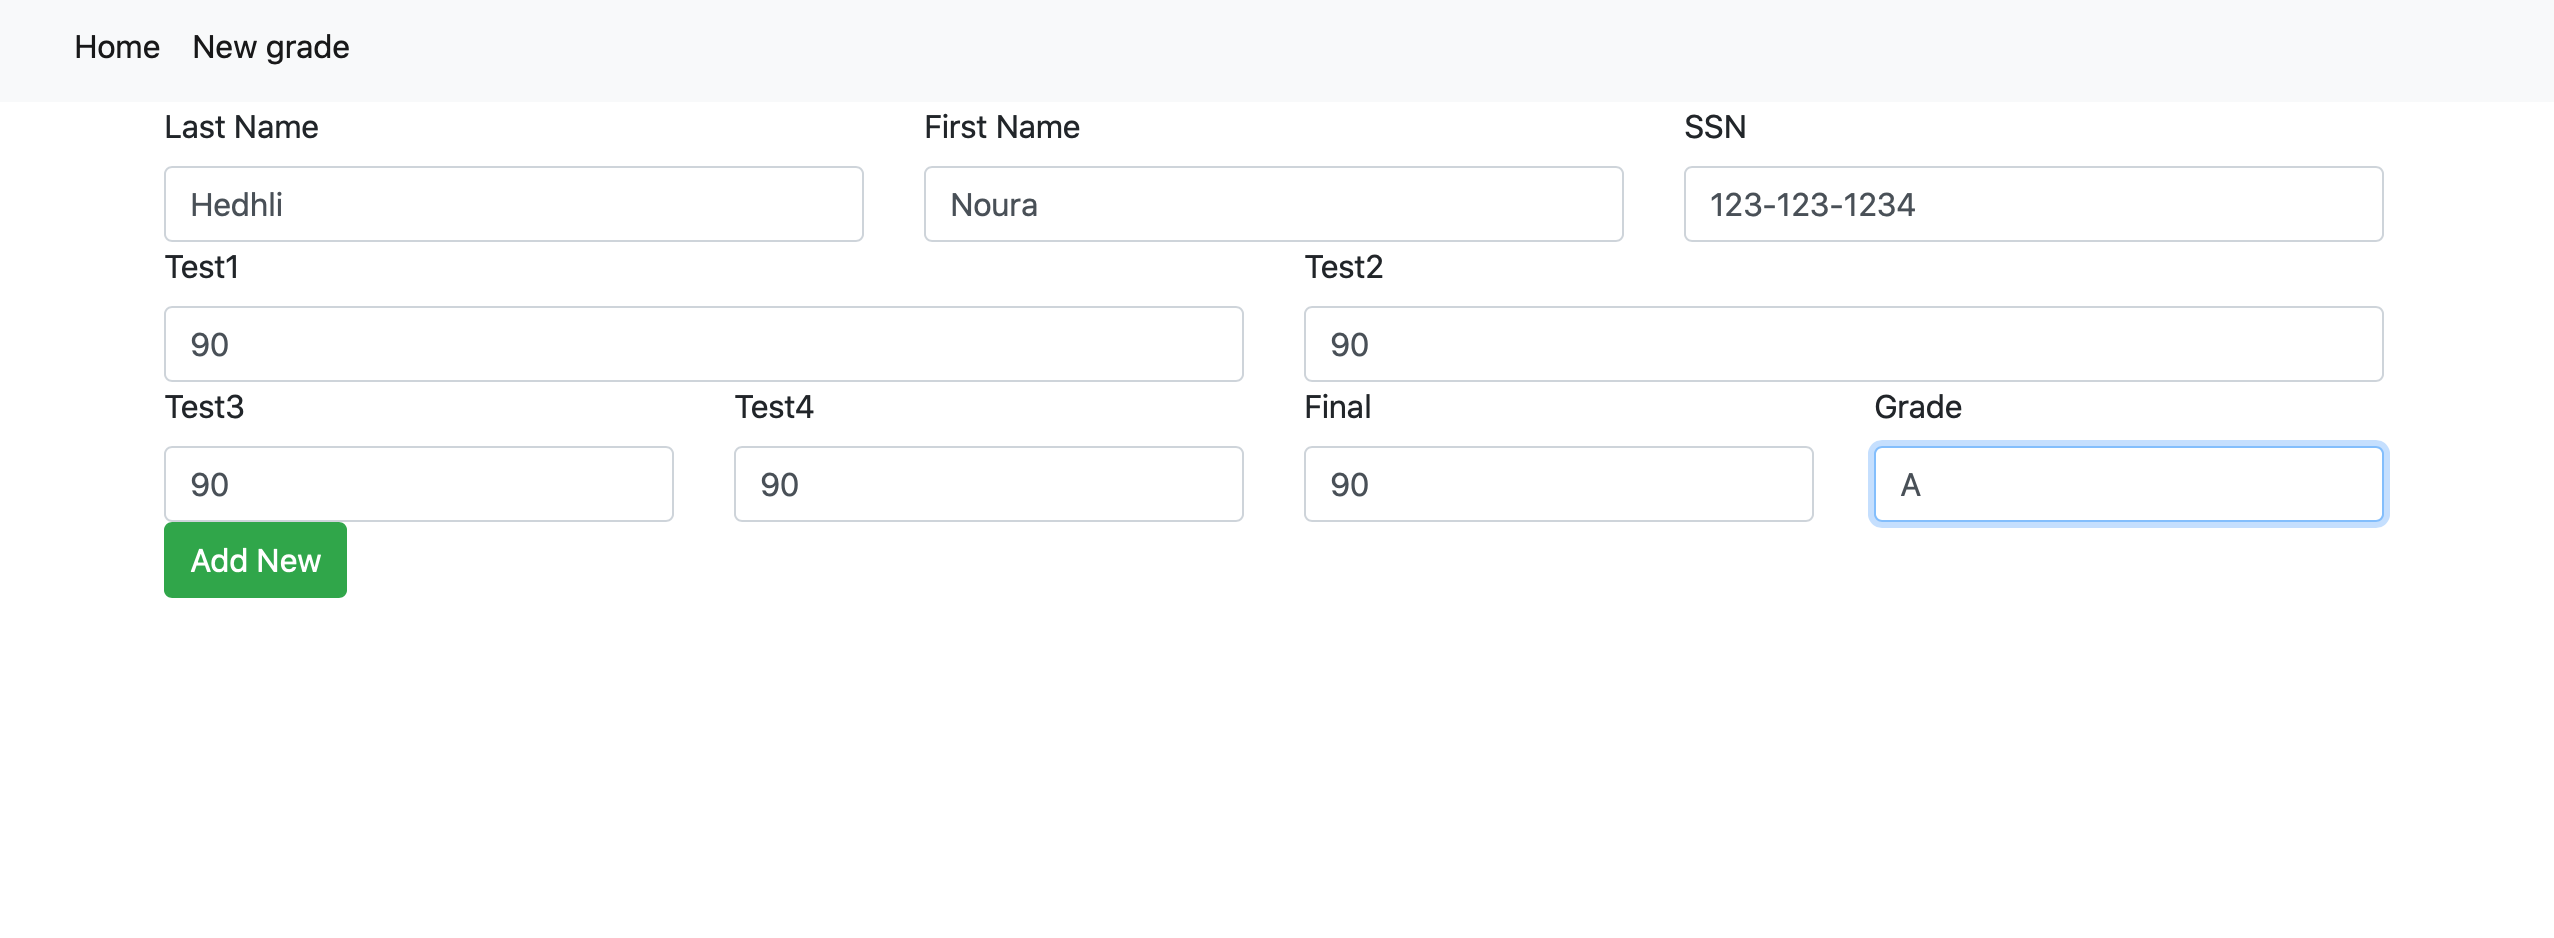 Home New grade
Last Name First Name SSN
Hedhli Noura 123-123-1234
Test1 Test2
90 90
Test3 Test4 Final Grade
90 90 90 A
Add New